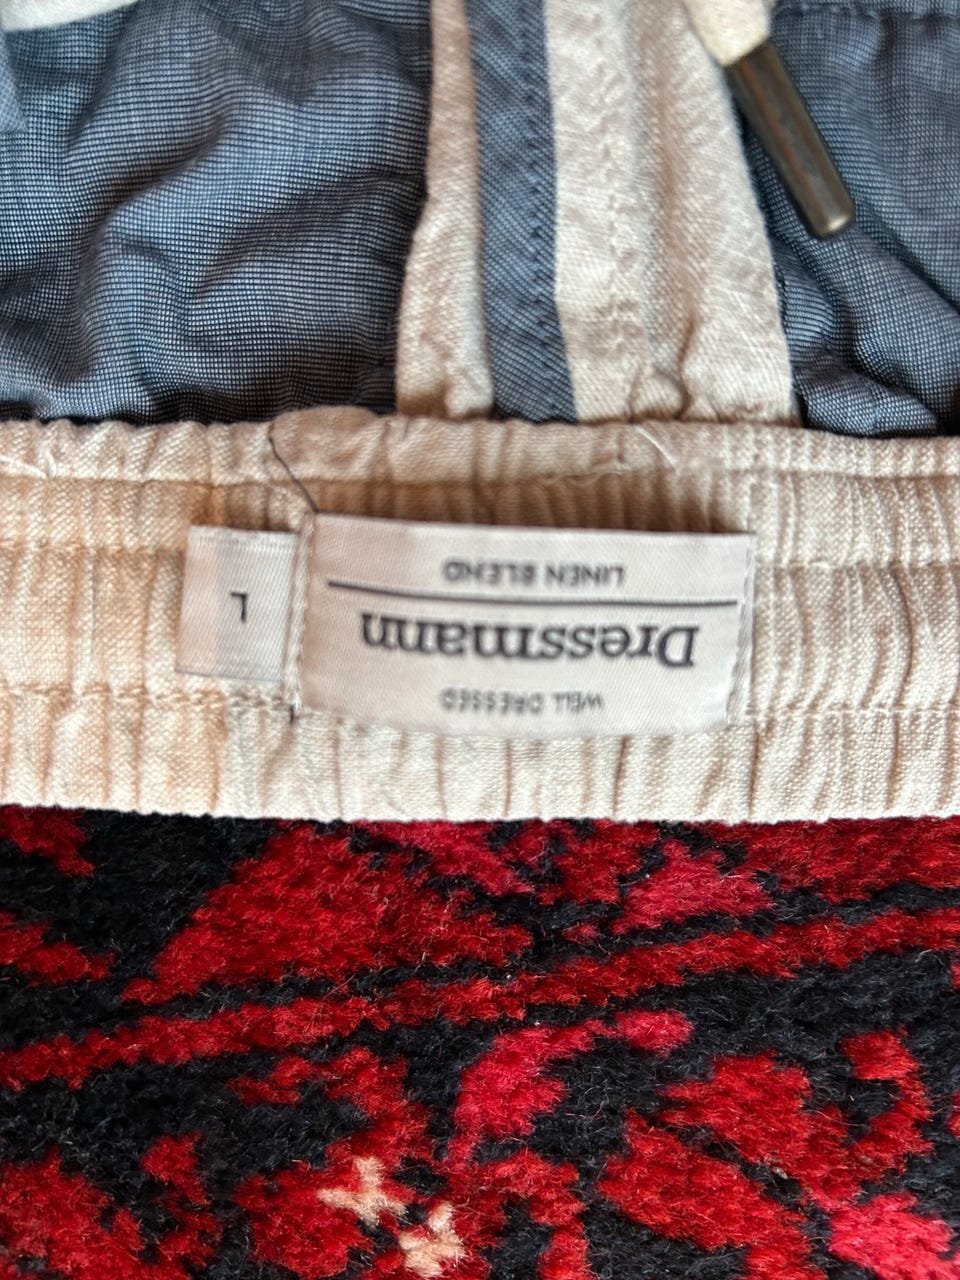 WELL DRESSED
Dressmann
LINEN BLEND
L